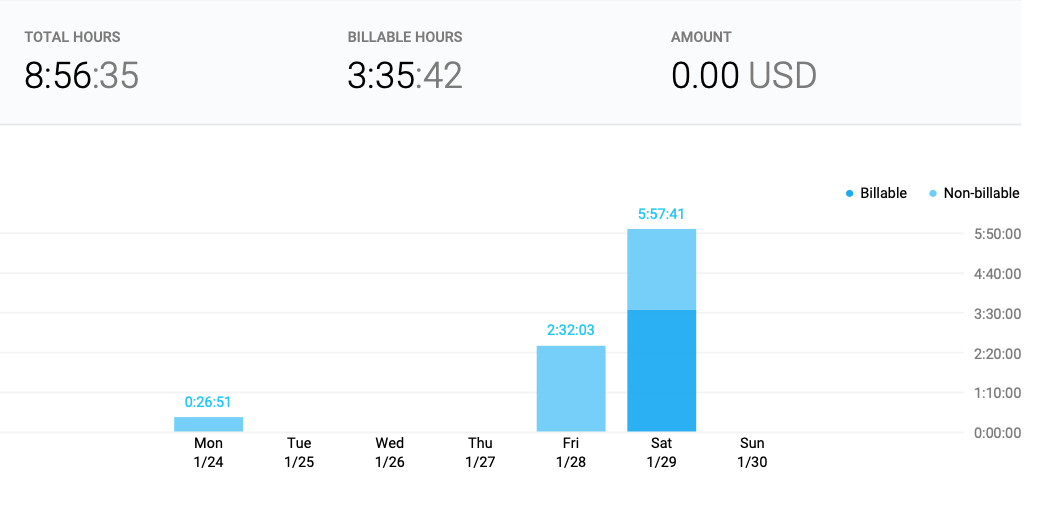 TOTAL HOURS BILLABLE HOURS AMOUNT
8:56:35 3:35:42 0.00 USD
Billable Non-billable
5:57:41
5:50:00
4:40:00
3:30:00
2:32:03
2:20:00
1:10:00
0:26:51
0:00:00
Mon Tue Wed Thu Fri Sat Sun
1/24 1/25 1/26 1/27 1/28 1/29 1/30